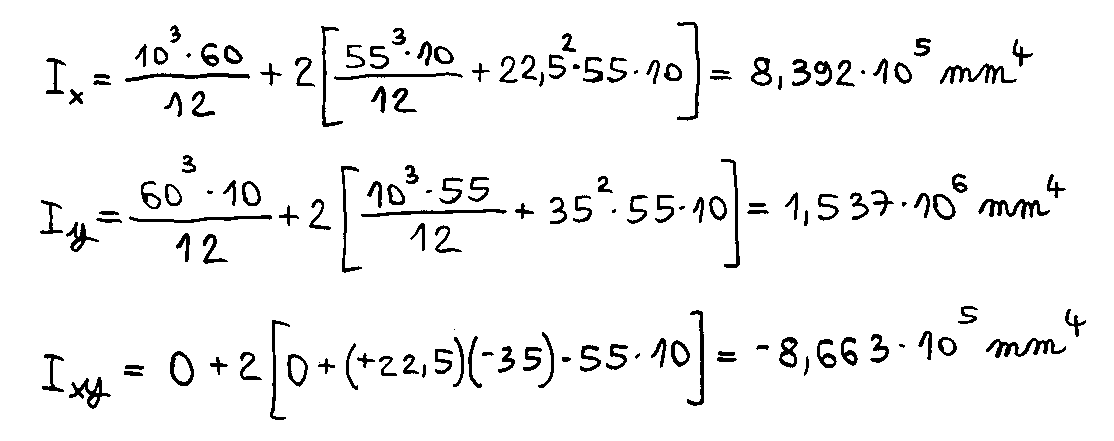 Iₓ = 10³·60/12 + 2[55³·10/12 + 22,5²·55·10] = 8,392·10⁵ mm⁴
I_y = 60³·10/12 + 2[10³·55/12 + 35²·55·10] = 1,537·10⁶ mm⁴
I_xy = 0 + 2[0 + (+22,5)(-35)·55·10] = -8,663·10⁵ mm⁴